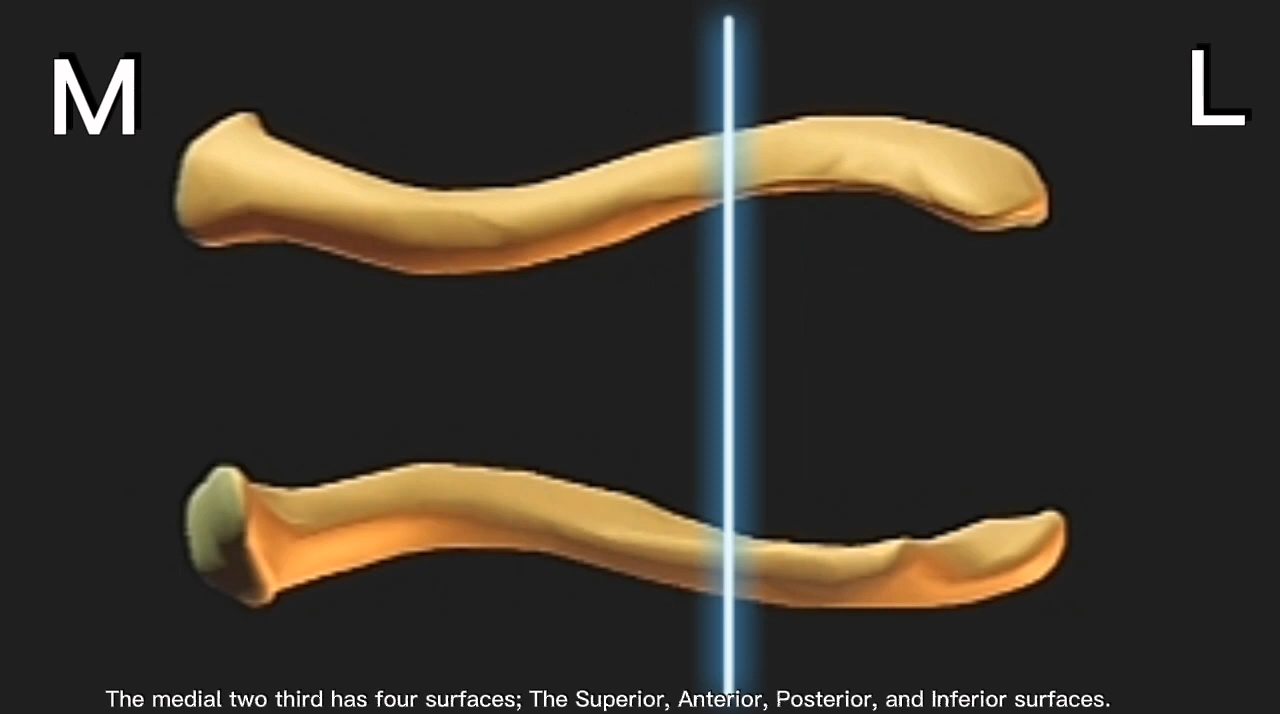 M
L
The medial two third has four surfaces; The Superior, Anterior, Posterior, and Inferior surfaces.